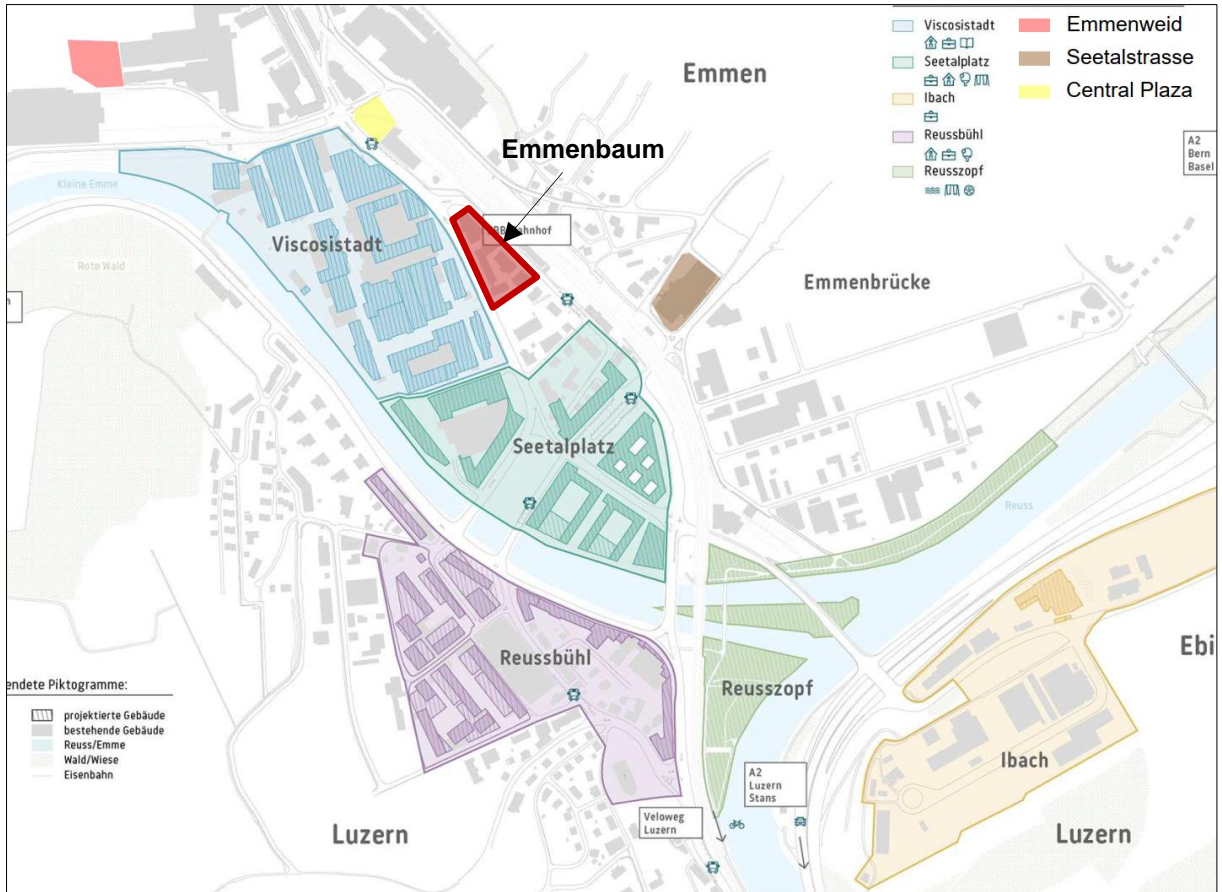 Viscosistadt
Seetalplatz
Ibach
Reussbühl
Reusszopf
Emmenweid
Seetalstrasse
Central Plaza
Emmen
A2
Bern
Basel
Emmenbaum
Kleine Emme
Bahnhof
Viscosistadt
Rote Wald
Emmenbrücke
Seetalplatz
Reuss
Reussbühl
Reusszopf
Ebi
endete Piktogramme:
projektierte Gebäude
bestehende Gebäude
Reuss/Emme
Wald/Wiese
Eisenbahn
Ibach
A2
Luzern
Stans
Veloweg
Luzern
Luzern
Luzern